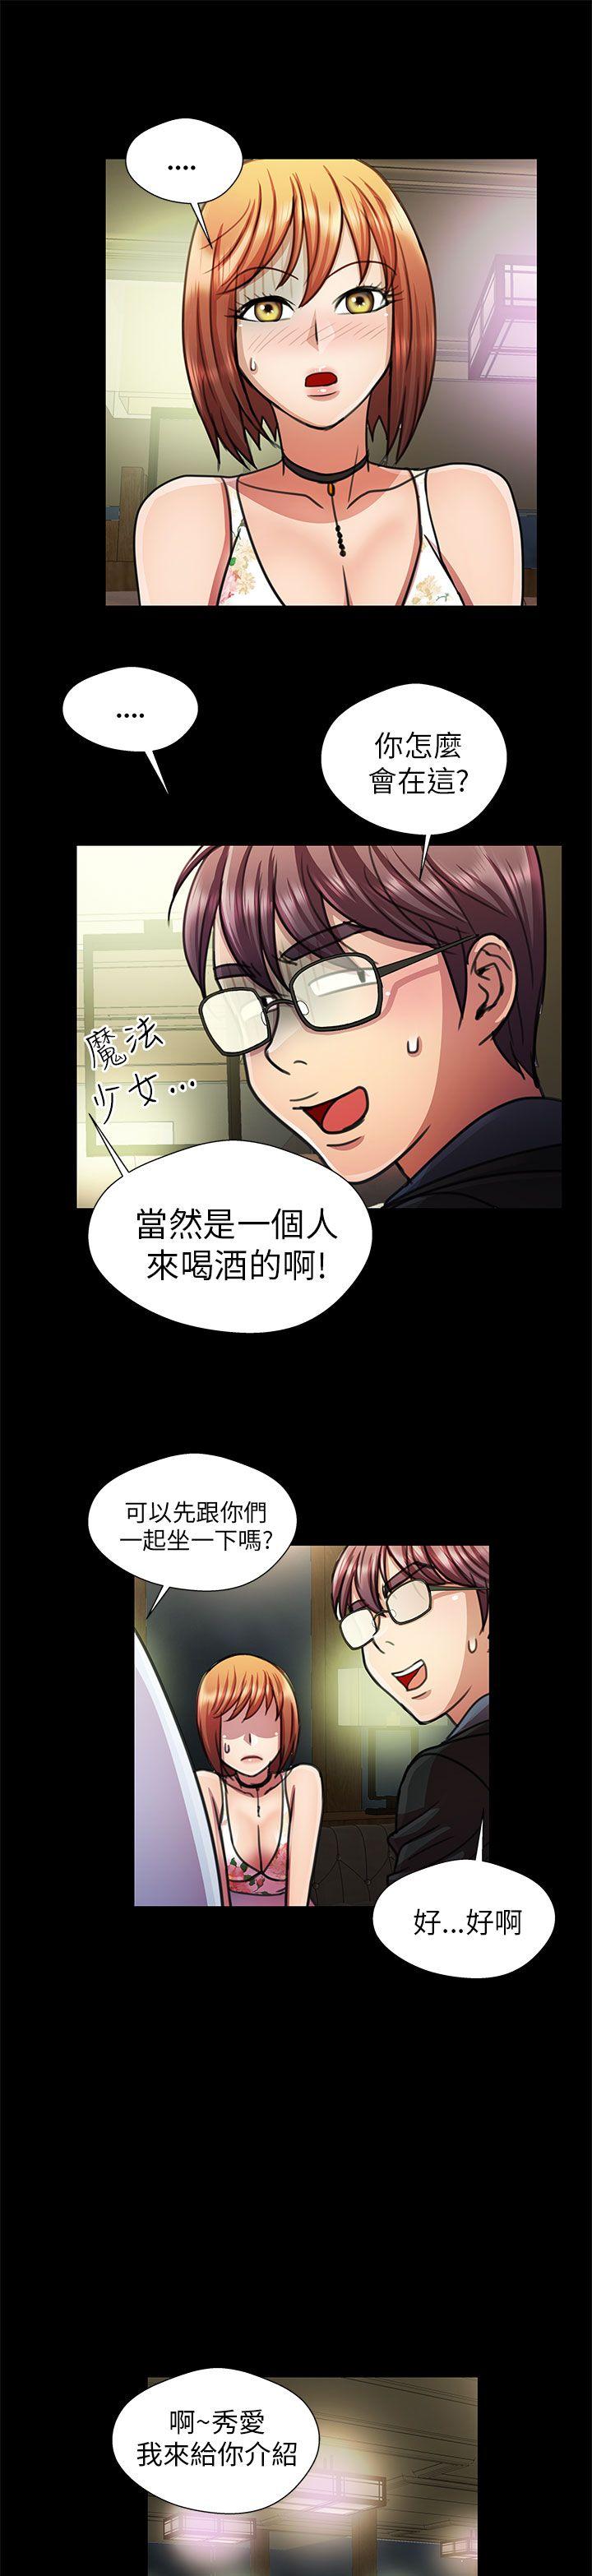 ....
....
你怎麼
會在這?
魔法
少女...
當然是一個人
來喝酒的啊!
可以先跟你們
一起坐一下嗎?
好...好啊
啊~秀愛
我來給你介紹